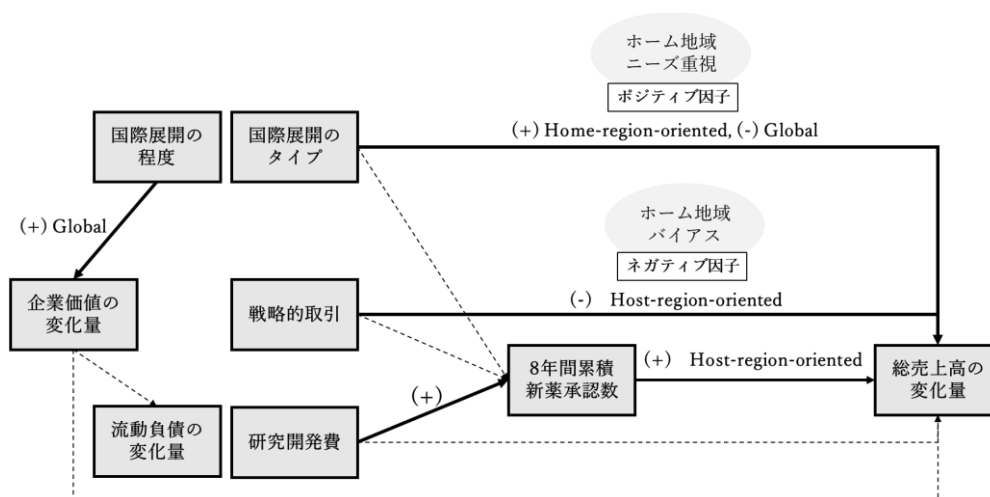 ホーム地域
ニーズ重視
ポジティブ因子
国際展開の
程度
国際展開の
タイプ
(+) Home-region-oriented, (-) Global
(+) Global
ホーム地域
バイアス
ネガティブ因子
企業価値の
変化量
戦略的取引
(-) Host-region-oriented
8年間累積
新薬承認数
(+) Host-region-oriented
総売上高の
変化量
(+)
流動負債の
変化量
研究開発費